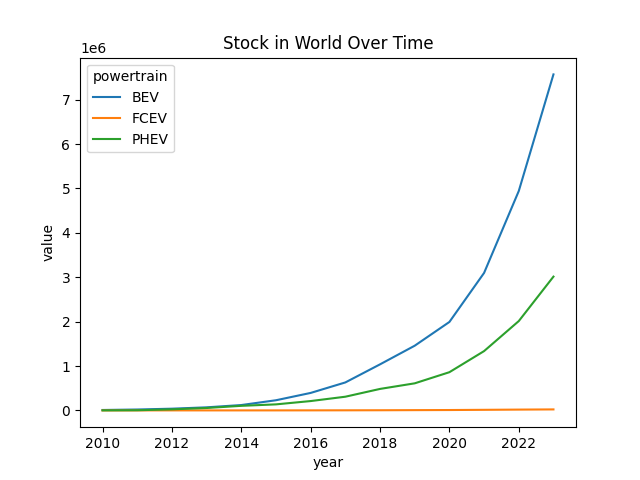 Stock in World Over Time
1e6
powertrain
BEV
FCEV
PHEV
7
6
5
4
3
2
1
0
value
2010 2012 2014 2016 2018 2020 2022
year